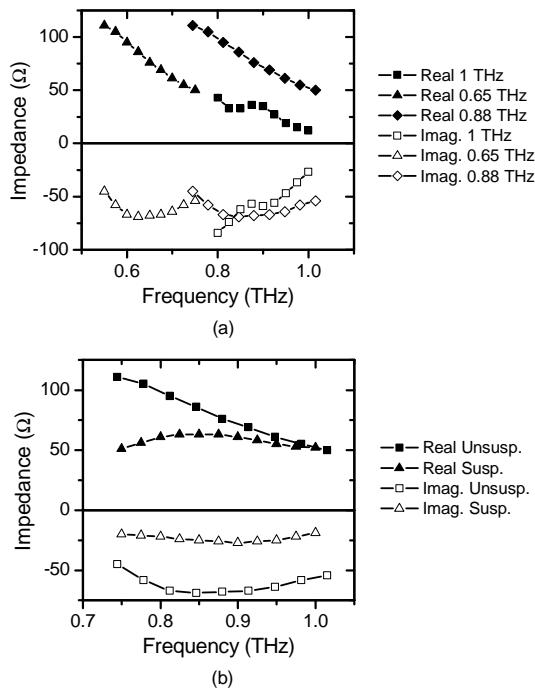 100
50
0
-50
-100
Impedance (Ω)
0.6
0.8
1.0
Frequency (THz)
Real 1 THz
Real 0.65 THz
Real 0.88 THz
Imag. 1 THz
Imag. 0.65 THz
Imag. 0.88 THz
(a)
100
50
0
-50
Impedance (Ω)
0.7
0.8
0.9
1.0
Frequency (THz)
Real Unsusp.
Real Susp.
Imag. Unsusp.
Imag. Susp.
(b)